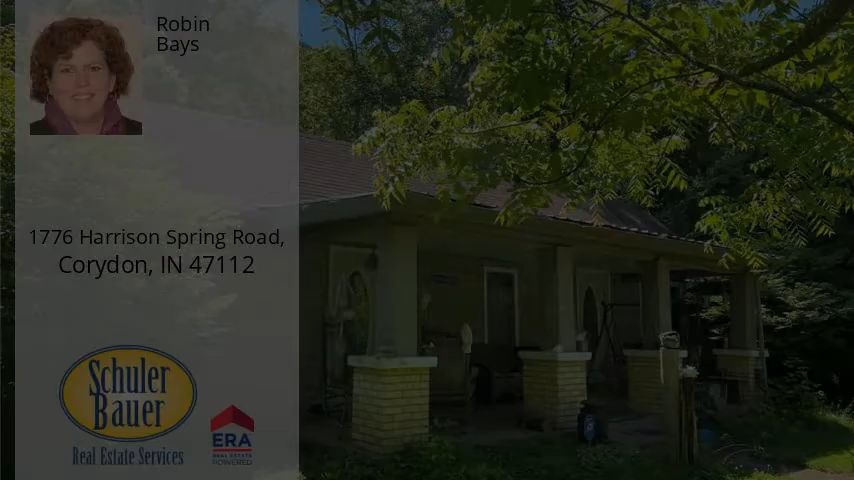 Robin
Bays
1776 Harrison Spring Road,
Corydon, IN 47112
Schuler
Bauer
Real Estate Services
ERA
REAL ESTATE
POWERED